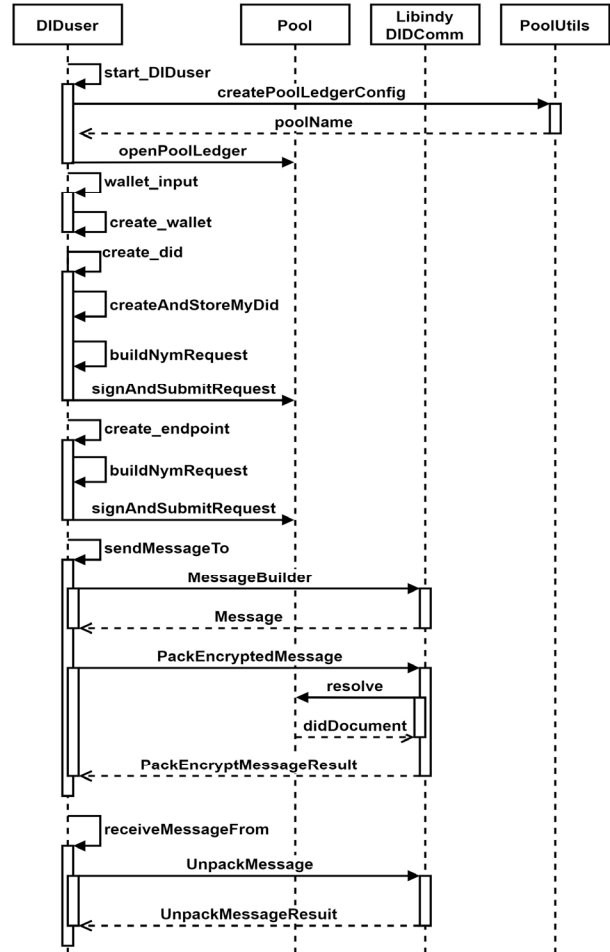 DIDuser
Pool
Libindy
DIDComm
PoolUtils
start_DIDuser
createPoolLedgerConfig
poolName
openPoolLedger
wallet_input
create_wallet
create_did
createAndStoreMyDid
buildNymRequest
signAndSubmitRequest
create_endpoint
buildNymRequest
signAndSubmitRequest
sendMessageTo
MessageBuilder
Message
PackEncryptedMessage
resolve
didDocument
PackEncryptMessageResult
receiveMessageFrom
UnpackMessage
UnpackMessageResuit